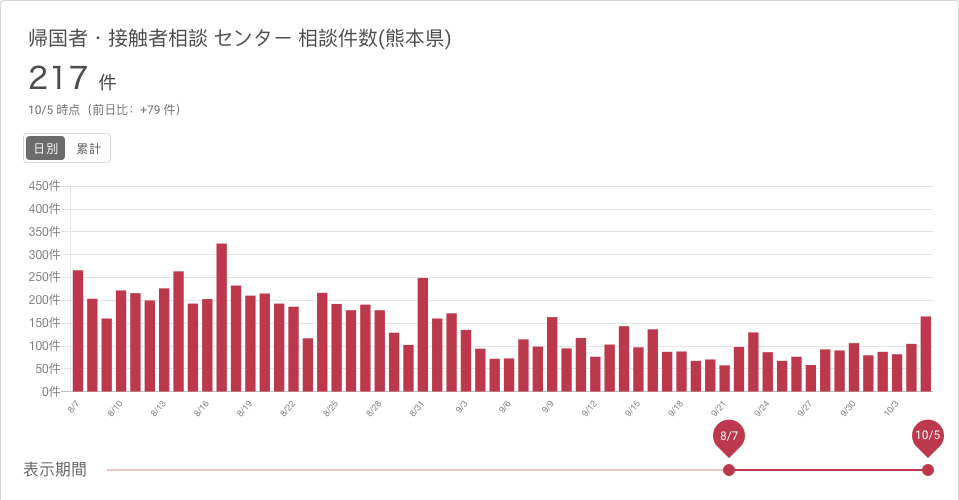 帰国者・接触者相談 センター 相談件数(熊本県)
217 件
10/5 時点（前日比：+79 件）
日別 累計
450件
400件
350件
300件
250件
200件
150件
100件
50件
0件
8/7 8/10 8/13 8/16 8/19 8/22 8/25 8/28 8/31 9/3 9/6 9/9 9/12 9/15 9/18 9/21 9/24 9/27 9/30 10/3
8/7 10/5
表示期間